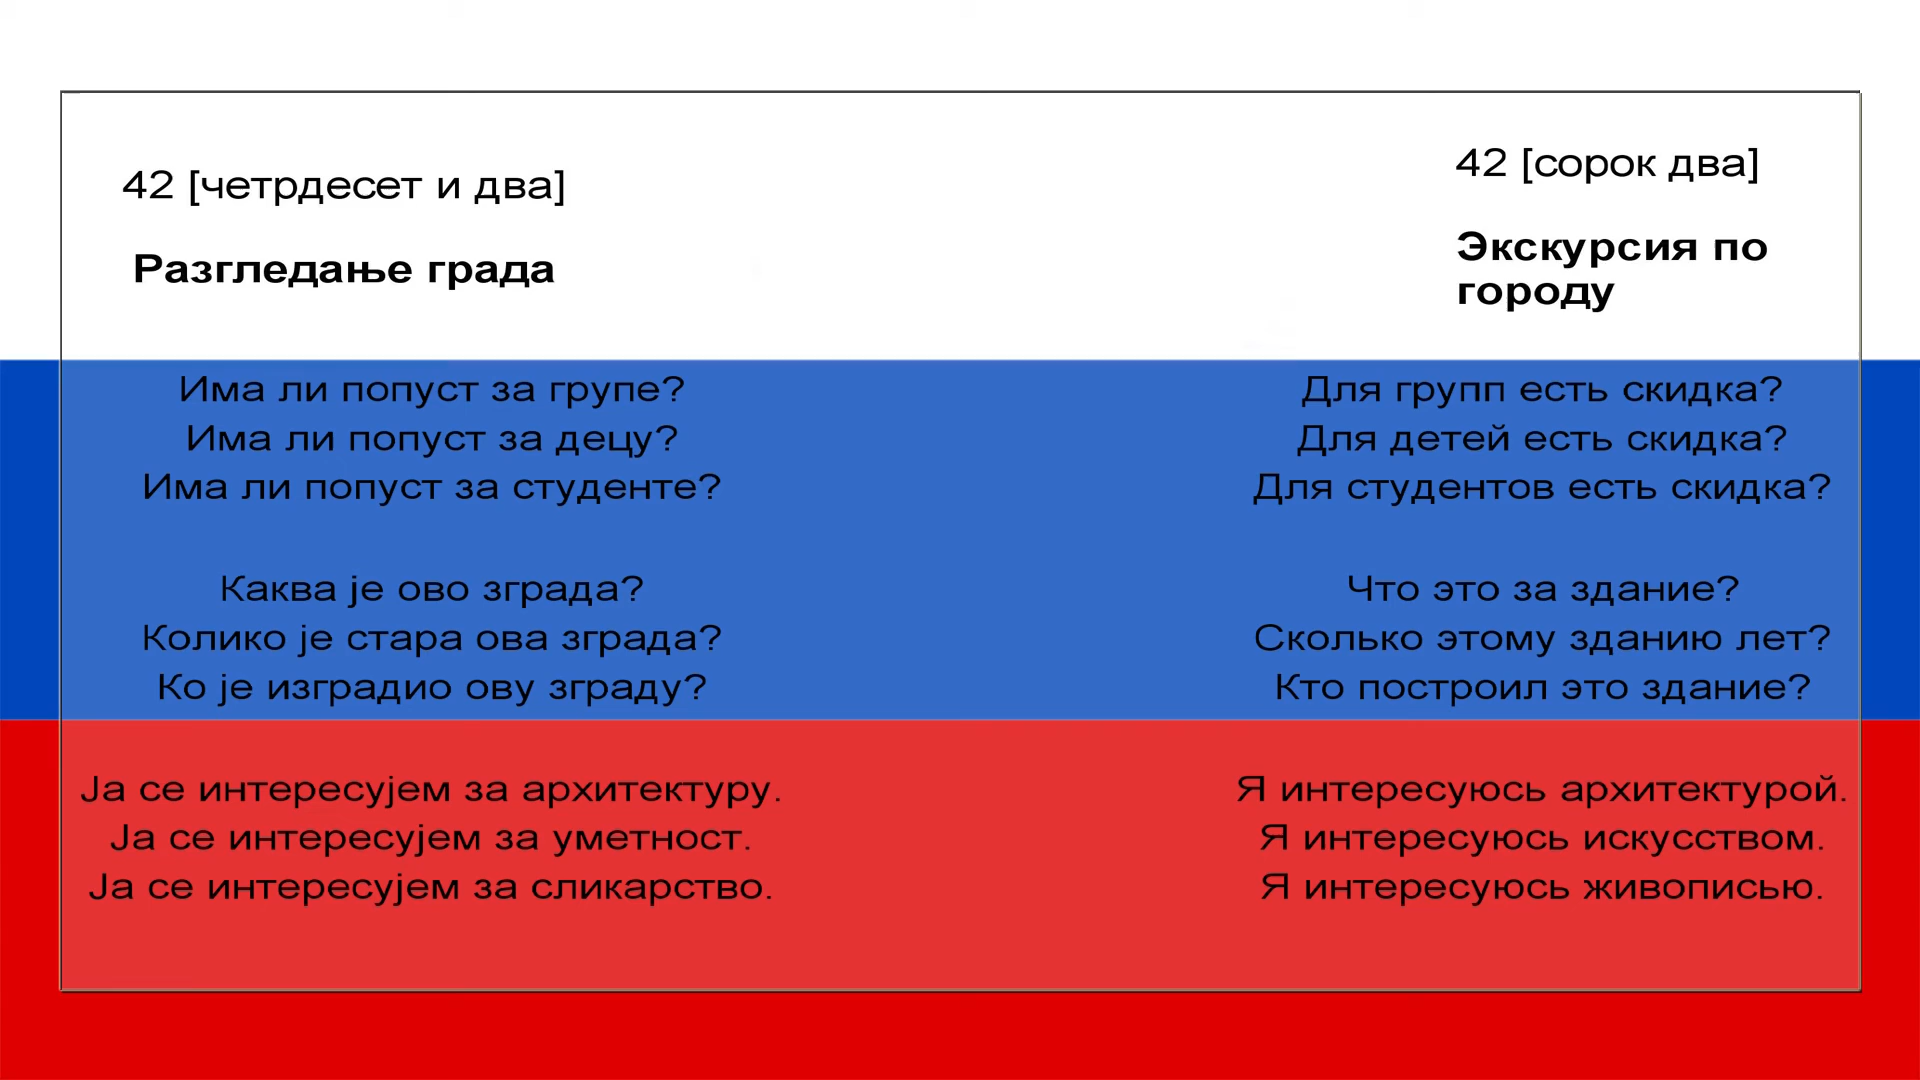 42 [четрдесет и два]
Разгледање града
Има ли попуст за групе?
Има ли попуст за децу?
Има ли попуст за студенте?
Каква је ово зграда?
Колико је стара ова зграда?
Ко је изградио ову зграду?
Ја се интересујем за архитектуру.
Ја се интересујем за уметност.
Ја се интересујем за сликарство.
42 [сорок два]
Экскурсия по
городу
Для групп есть скидка?
Для детей есть скидка?
Для студентов есть скидка?
Что это за здание?
Сколько этому зданию лет?
Кто построил это здание?
Я интересуюсь архитектурой.
Я интересуюсь искусством.
Я интересуюсь живописью.